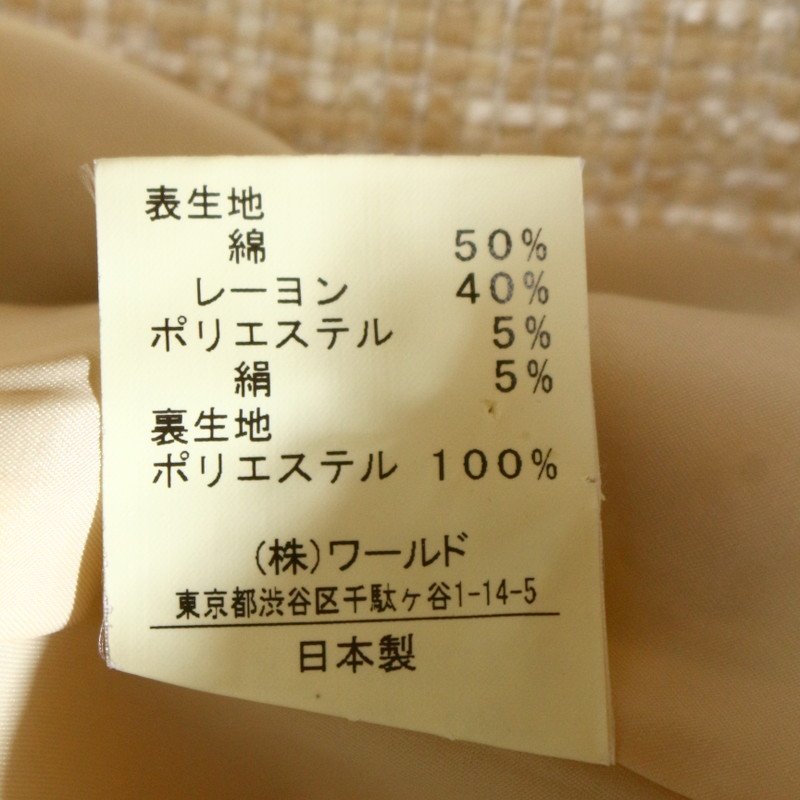 表生地
綿 50%
レーヨン 40%
ポリエステル 5%
絹 5%
裏生地
ポリエステル 100%
(株)ワールド
東京都渋谷区千駄ヶ谷1-14-5
日本製